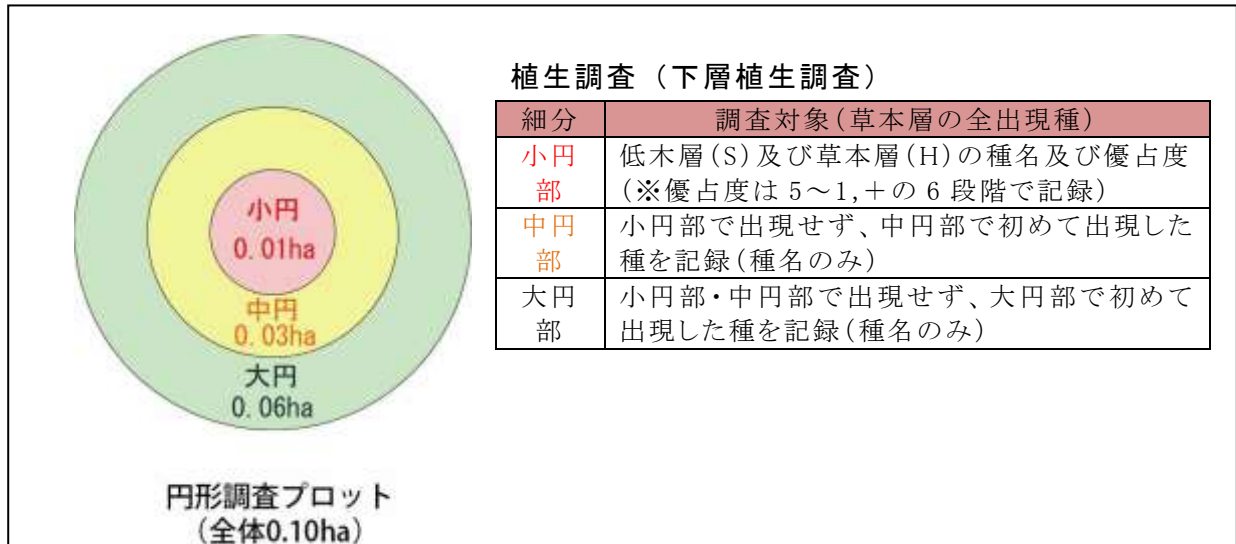 小円
0.01ha
中円
0.03ha
大円
0.06ha
円形調査プロット
（全体0.10ha）
植生調査（下層植生調査）
細分 調査対象（草本層の全出現種）
小円部 低木層（S）及び草本層（H）の種名及び優占度
（※優占度は 5～1,＋の 6 段階で記録）
中円部 小円部で出現せず、中円部で初めて出現した
種を記録（種名のみ）
大円部 小円部・中円部で出現せず、大円部で初めて
出現した種を記録（種名のみ）